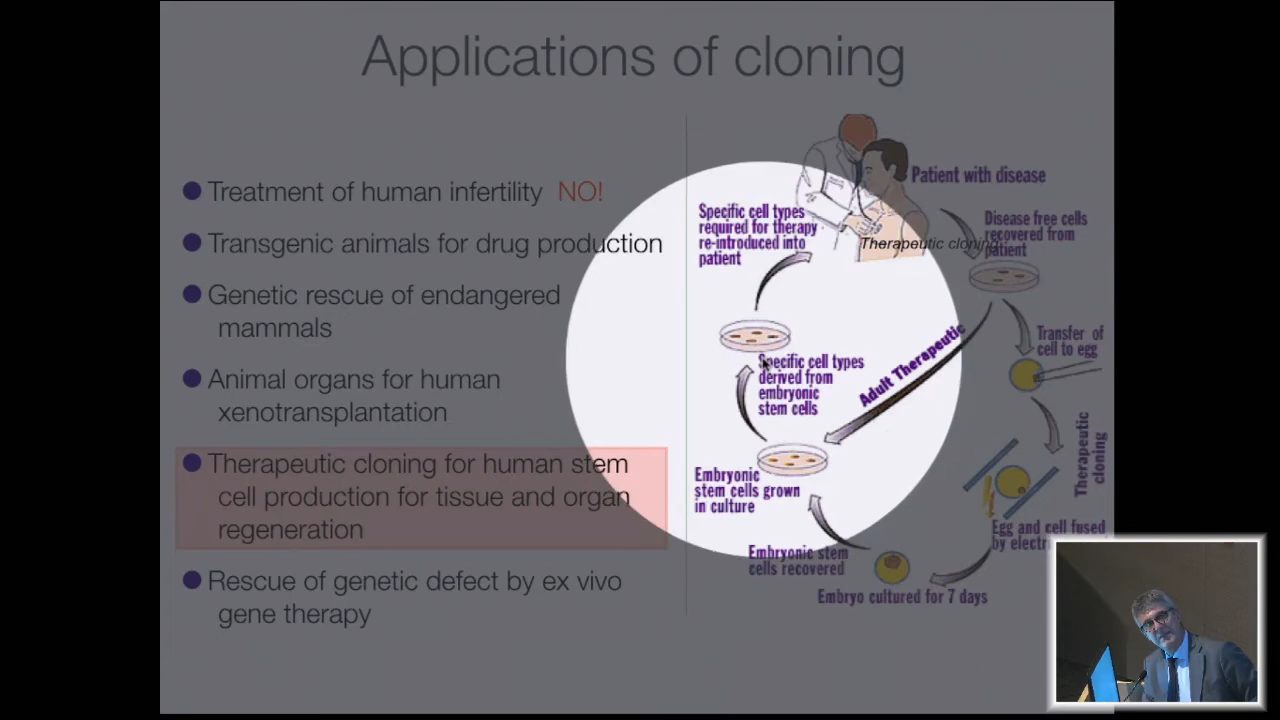 Applications of cloning
Treatment of human infertility NO!
Transgenic animals for drug production
Genetic rescue of endangered
mammals
Animal organs for human
xenotransplantation
Therapeutic cloning for human stem
cell production for tissue and organ
regeneration
Rescue of genetic defect by ex vivo
gene therapy
Patient with disease
Disease free cells
recovered from
patient
Therapeutic cloning
Transfer of
cell to egg
Therapeutic
cloning
Egg and cell fused
by
Embryo cultured for 7 days
Embryonic stem
cells recovered
Embryonic
stem cells grown
in culture
Adult Therapeutic
Specific cell types
derived from
embryonic
stem cells
Specific cell types
required for therapy
re-introduced into
patient